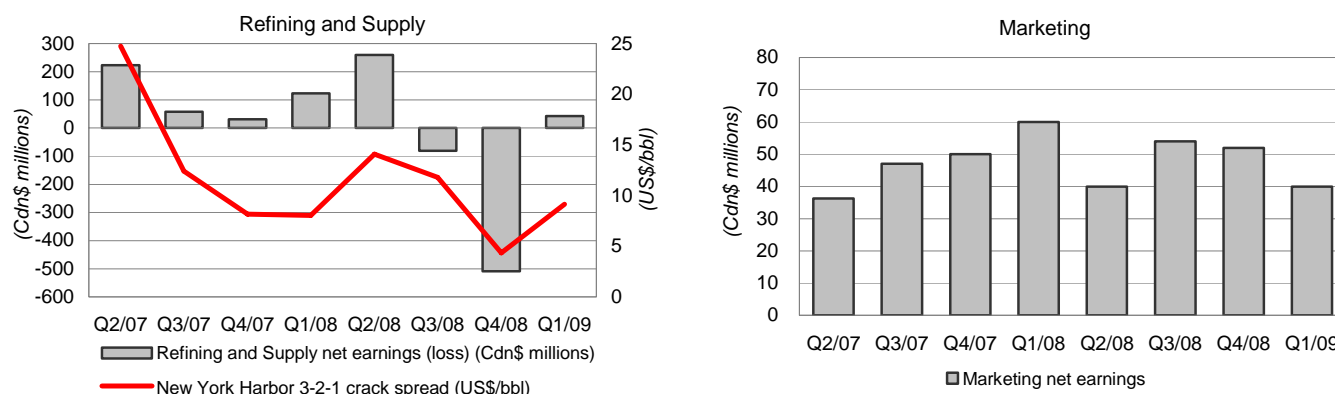 Refining and Supply
300
200
100
0
-100
-200
-300
-400
-500
-600
(Cdn$ millions)
25
20
15
10
5
0
(US$/bbl)
Q2/07 Q3/07 Q4/07 Q1/08 Q2/08 Q3/08 Q4/08 Q1/09
Refining and Supply net earnings (loss) (Cdn$ millions)
New York Harbor 3-2-1 crack spread (US$/bbl)
Marketing
80
70
60
50
40
30
20
10
0
(Cdn$ millions)
Q2/07 Q3/07 Q4/07 Q1/08 Q2/08 Q3/08 Q4/08 Q1/09
Marketing net earnings